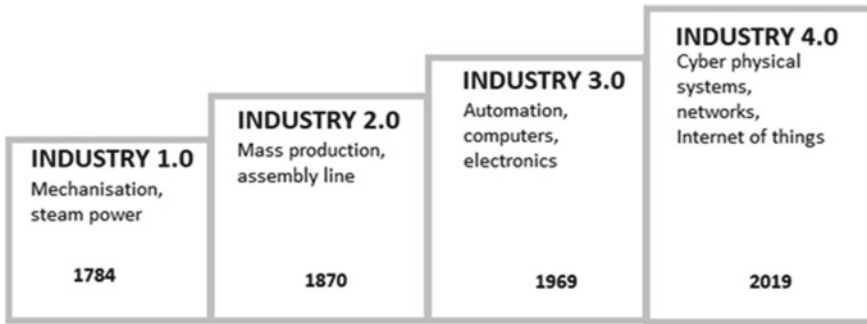 INDUSTRY 1.0
Mechanisation,
steam power
1784
INDUSTRY 2.0
Mass production,
assembly line
1870
INDUSTRY 3.0
Automation,
computers,
electronics
1969
INDUSTRY 4.0
Cyber physical
systems,
networks,
Internet of things
2019